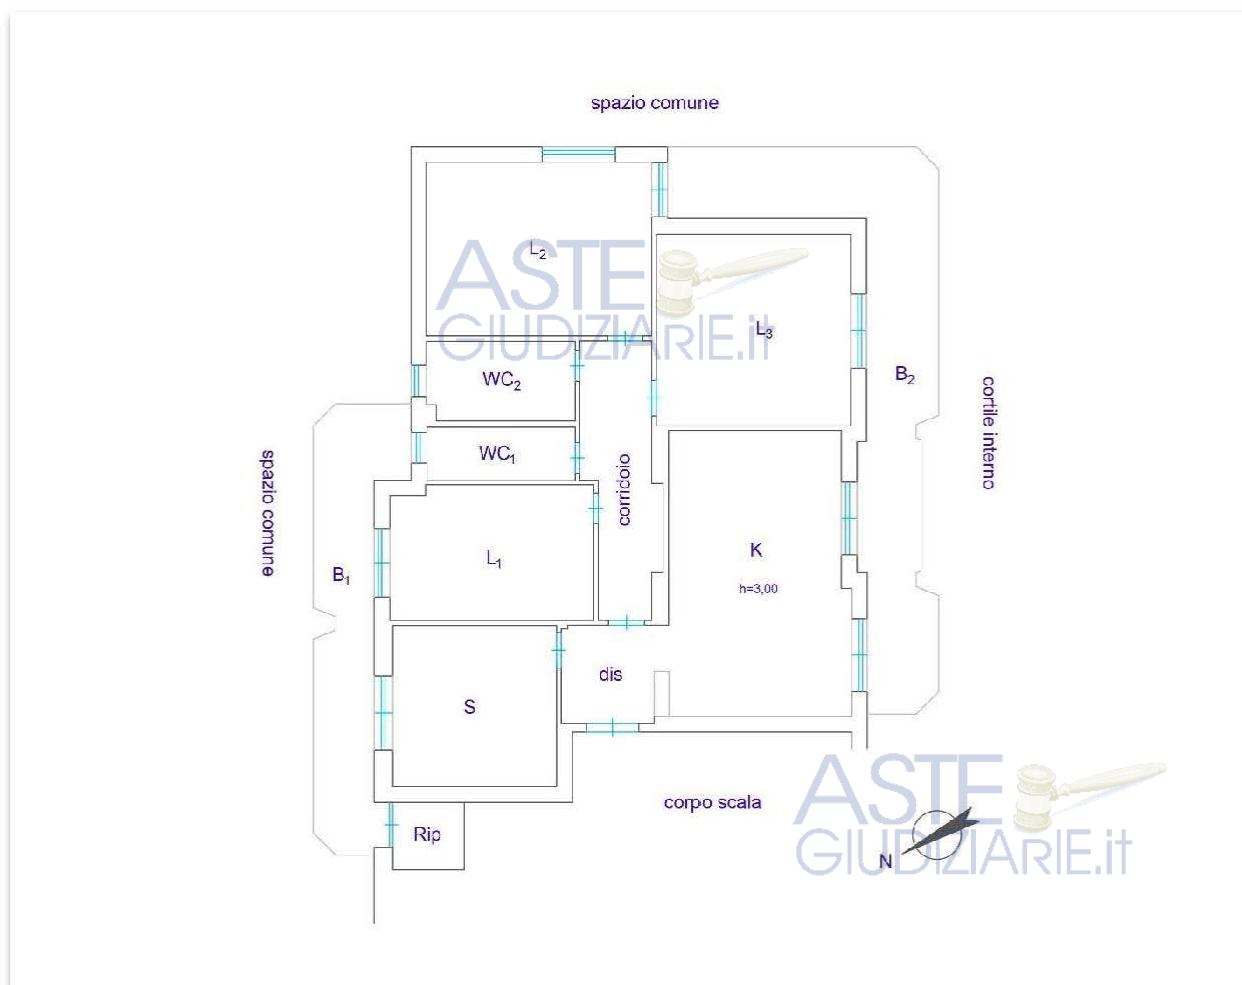 spazio comune
L2
ASTE
GIUDIZIARIE.it
L3
WC2
B2
cortile interno
WC1
spazio comune
corridoio
K
L1
B1
h=3,00
dis
S
corpo scala
ASTE
GIUDIZIARIE.it
Rip
N